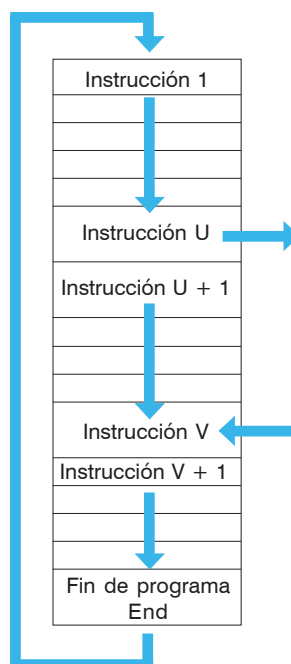 Instrucción 1
Instrucción U
Instrucción U + 1
Instrucción V
Instrucción V + 1
Fin de programa
End